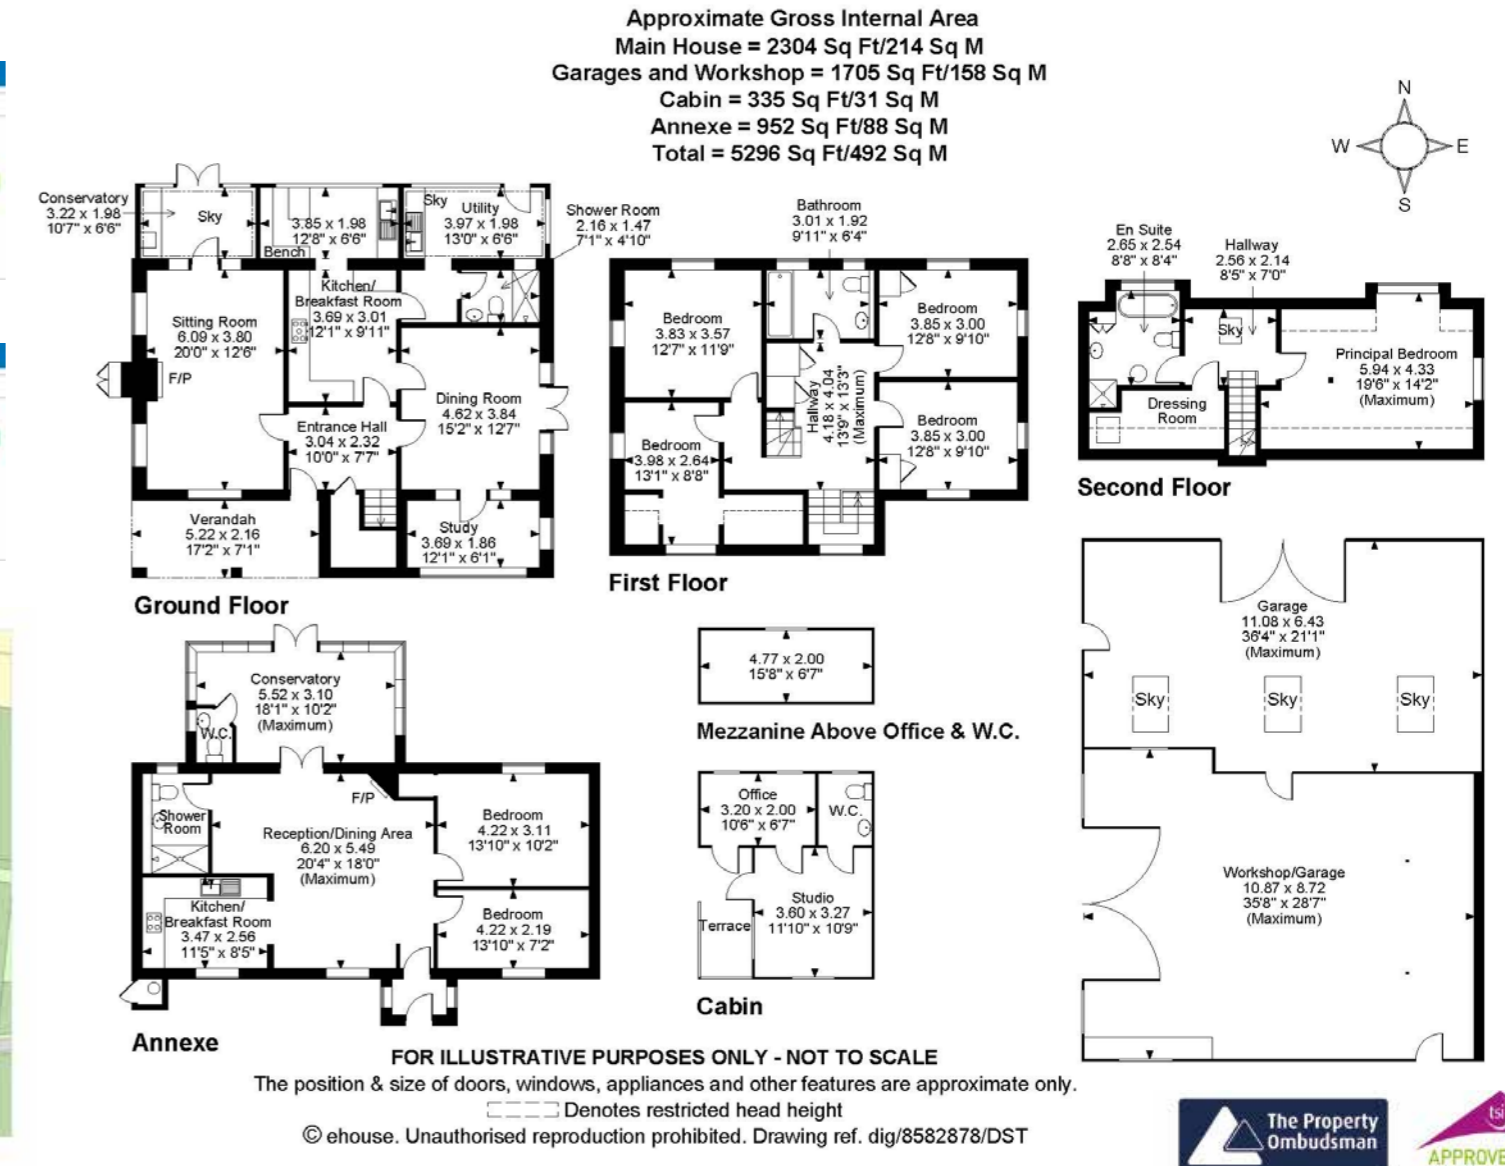 Approximate Gross Internal Area
Main House = 2304 Sq Ft/214 Sq M
Garages and Workshop = 1705 Sq Ft/158 Sq M
Cabin = 335 Sq Ft/31 Sq M
Annexe = 952 Sq Ft/88 Sq M
Total = 5296 Sq Ft/492 Sq M
N
W
E
S
Conservatory
3.22 x 1.98
10'7" x 6'6"
Sky
3.85 x 1.98
12'8" x 6'6"
Bench
Sky
Utility
3.97 x 1.98
13'0" x 6'6"
Shower Room
2.16 x 1.47
7'1" x 4'10"
Sitting Room
6.09 x 3.80
20'0" x 12'6"
F/P
Kitchen/
Breakfast Room
3.69 x 3.01
12'1" x 9'11"
Dining Room
4.62 x 3.84
15'2" x 12'7"
Entrance Hall
3.04 x 2.32
10'0" x 7'7"
Verandah
5.22 x 2.16
17'2" x 7'1"
Study
3.69 x 1.86
12'1" x 6'1"
Ground Floor
Bathroom
3.01 x 1.92
9'11" x 6'4"
Bedroom
3.83 x 3.57
12'7" x 11'9"
Bedroom
3.85 x 3.00
12'8" x 9'10"
Hallway
4.18 x 4.04
13'9" x 13'3"
(Maximum)
Bedroom
3.98 x 2.64
13'1" x 8'8"
Bedroom
3.85 x 3.00
12'8" x 9'10"
First Floor
En Suite
2.65 x 2.54
8'8" x 8'4"
Hallway
2.56 x 2.14
8'5" x 7'0"
Sky
Principal Bedroom
5.94 x 4.33
19'6" x 14'2"
(Maximum)
Dressing
Room
Second Floor
Conservatory
5.52 x 3.10
18'1" x 10'2"
(Maximum)
W.C.
F/P
Shower
Room
Reception/Dining Area
6.20 x 5.49
20'4" x 18'0"
(Maximum)
Bedroom
4.22 x 3.11
13'10" x 10'2"
Kitchen/
Breakfast Room
3.47 x 2.56
11'5" x 8'5"
Bedroom
4.22 x 2.19
13'10" x 7'2"
Annexe
4.77 x 2.00
15'8" x 6'7"
Mezzanine Above Office & W.C.
Office
3.20 x 2.00
10'6" x 6'7"
W.C.
Studio
3.60 x 3.27
11'10" x 10'9"
Terrace
Cabin
Garage
11.08 x 6.43
36'4" x 21'1"
(Maximum)
Sky
Sky
Sky
Workshop/Garage
10.87 x 8.72
35'8" x 28'7"
(Maximum)
FOR ILLUSTRATIVE PURPOSES ONLY - NOT TO SCALE
The position & size of doors, windows, appliances and other features are approximate only.
Denotes restricted head height
© ehouse. Unauthorised reproduction prohibited. Drawing ref. dig/8582878/DST
The Property
Ombudsman
tsi
APPROVE